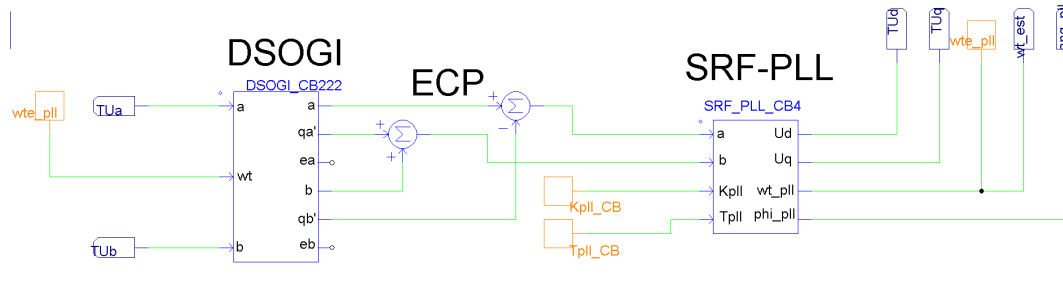 TUd
TUq
wte_pll
wt_est
DSOGI
ECP
SRF-PLL
DSOGI_CB222
SRF_PLL_CB4
wte_pll
TUa
TUb
a
wt
b
a
qa'
ea
b
qb'
eb
+
Σ
+
+
Σ
−
Kpll_CB
Tpll_CB
a
b
Kpll
Tpll
Ud
Uq
wt_pll
phi_pll